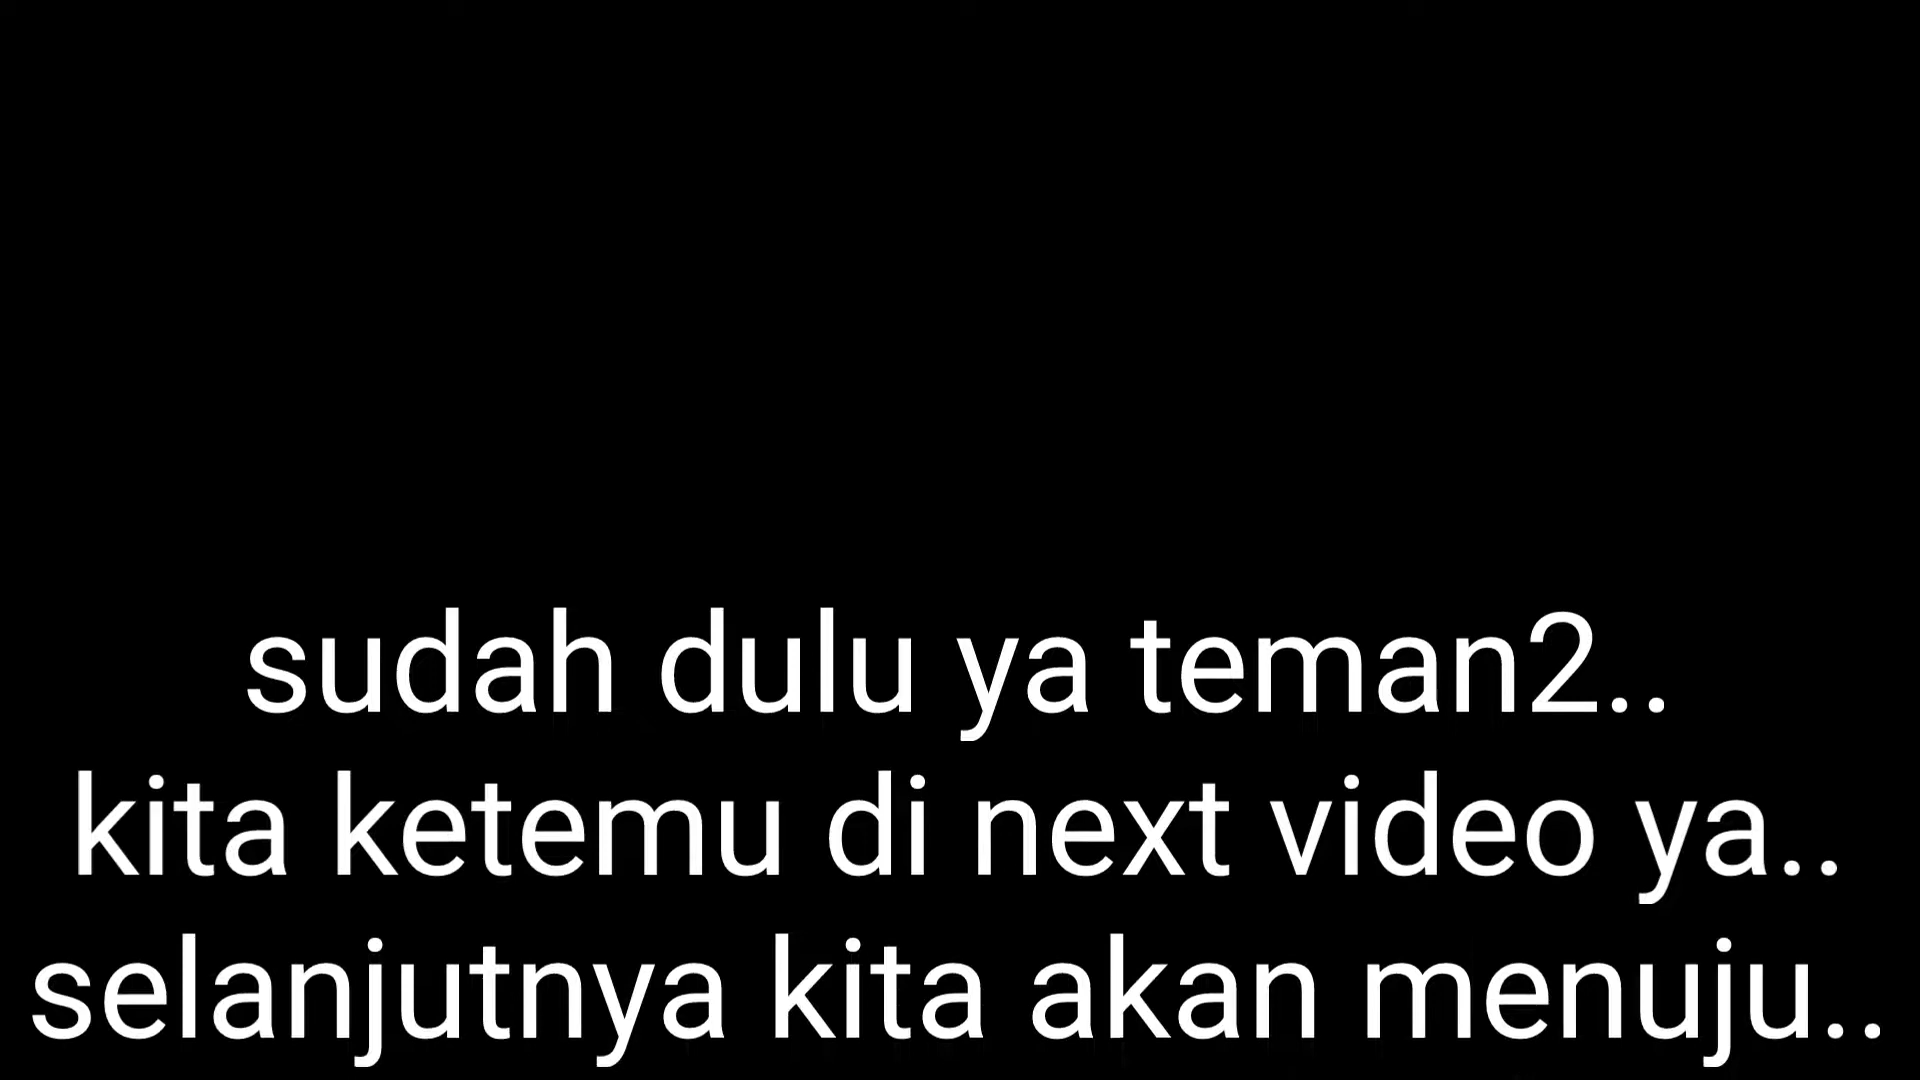 sudah dulu ya teman2..
kita ketemu di next video ya..
selanjutnya kita akan menuju..